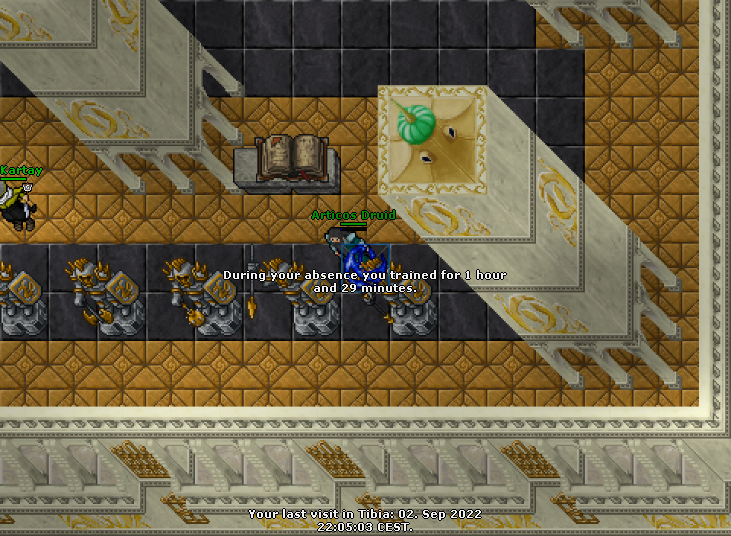 Kartay
Articos Druid
During your absence you trained for 1 hour
and 29 minutes.
Your last visit in Tibia: 02. Sep 2022
22:05:03 CEST.